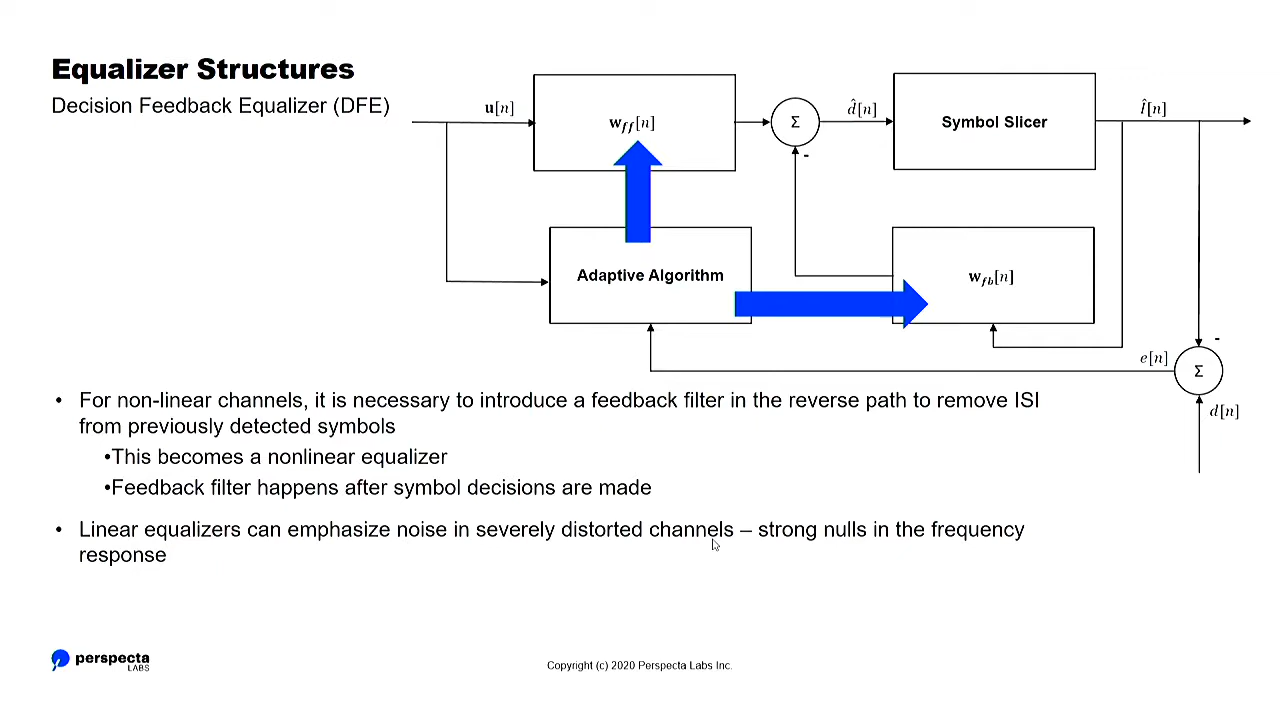 Equalizer Structures
Decision Feedback Equalizer (DFE)
u[n]
w_ff[n]
Σ
d̂[n]
Symbol Slicer
Î[n]
-
Adaptive Algorithm
w_fb[n]
-
e[n]
Σ
d[n]
• For non-linear channels, it is necessary to introduce a feedback filter in the reverse path to remove ISI
from previously detected symbols
•This becomes a nonlinear equalizer
•Feedback filter happens after symbol decisions are made
• Linear equalizers can emphasize noise in severely distorted channels – strong nulls in the frequency
response
perspecta
LABS
Copyright (c) 2020 Perspecta Labs Inc.